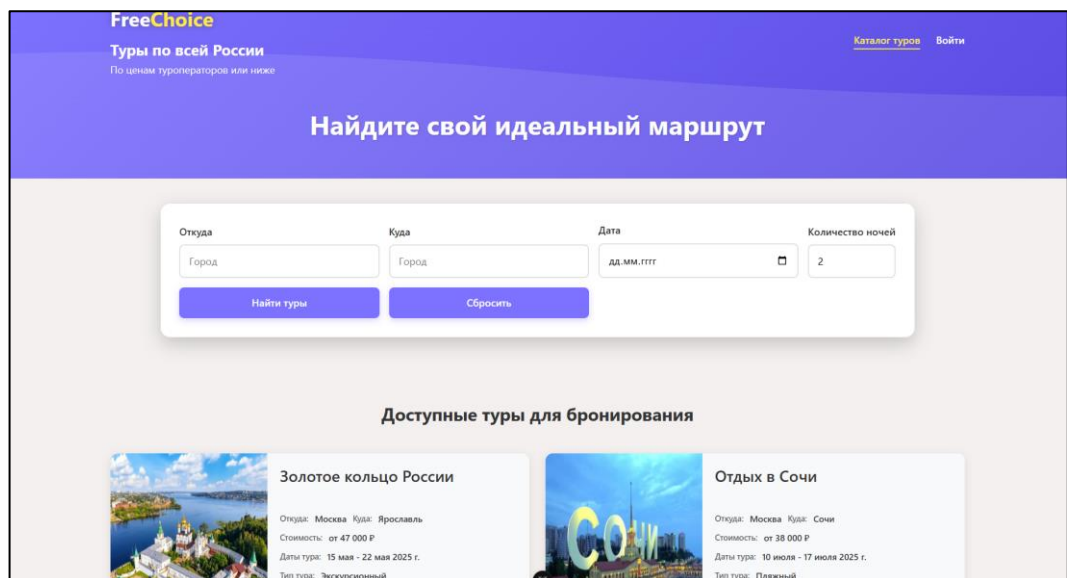 FreeChoice
Туры по всей России
По ценам туроператоров или ниже
Каталог туров Войти
Найдите свой идеальный маршрут
Откуда Куда Дата Количество ночей
Город Город дд.мм.гггг 2
Найти туры Сбросить
Доступные туры для бронирования
Золотое кольцо России
Откуда: Москва Куда: Ярославль
Стоимость: от 47 000 ₽
Даты тура: 15 мая - 22 мая 2025 г.
Тип тура: Экскурсионный
СОЧИ
Отдых в Сочи
Откуда: Москва Куда: Сочи
Стоимость: от 38 000 ₽
Даты тура: 10 июля - 17 июля 2025 г.
Тип тура: Пляжный